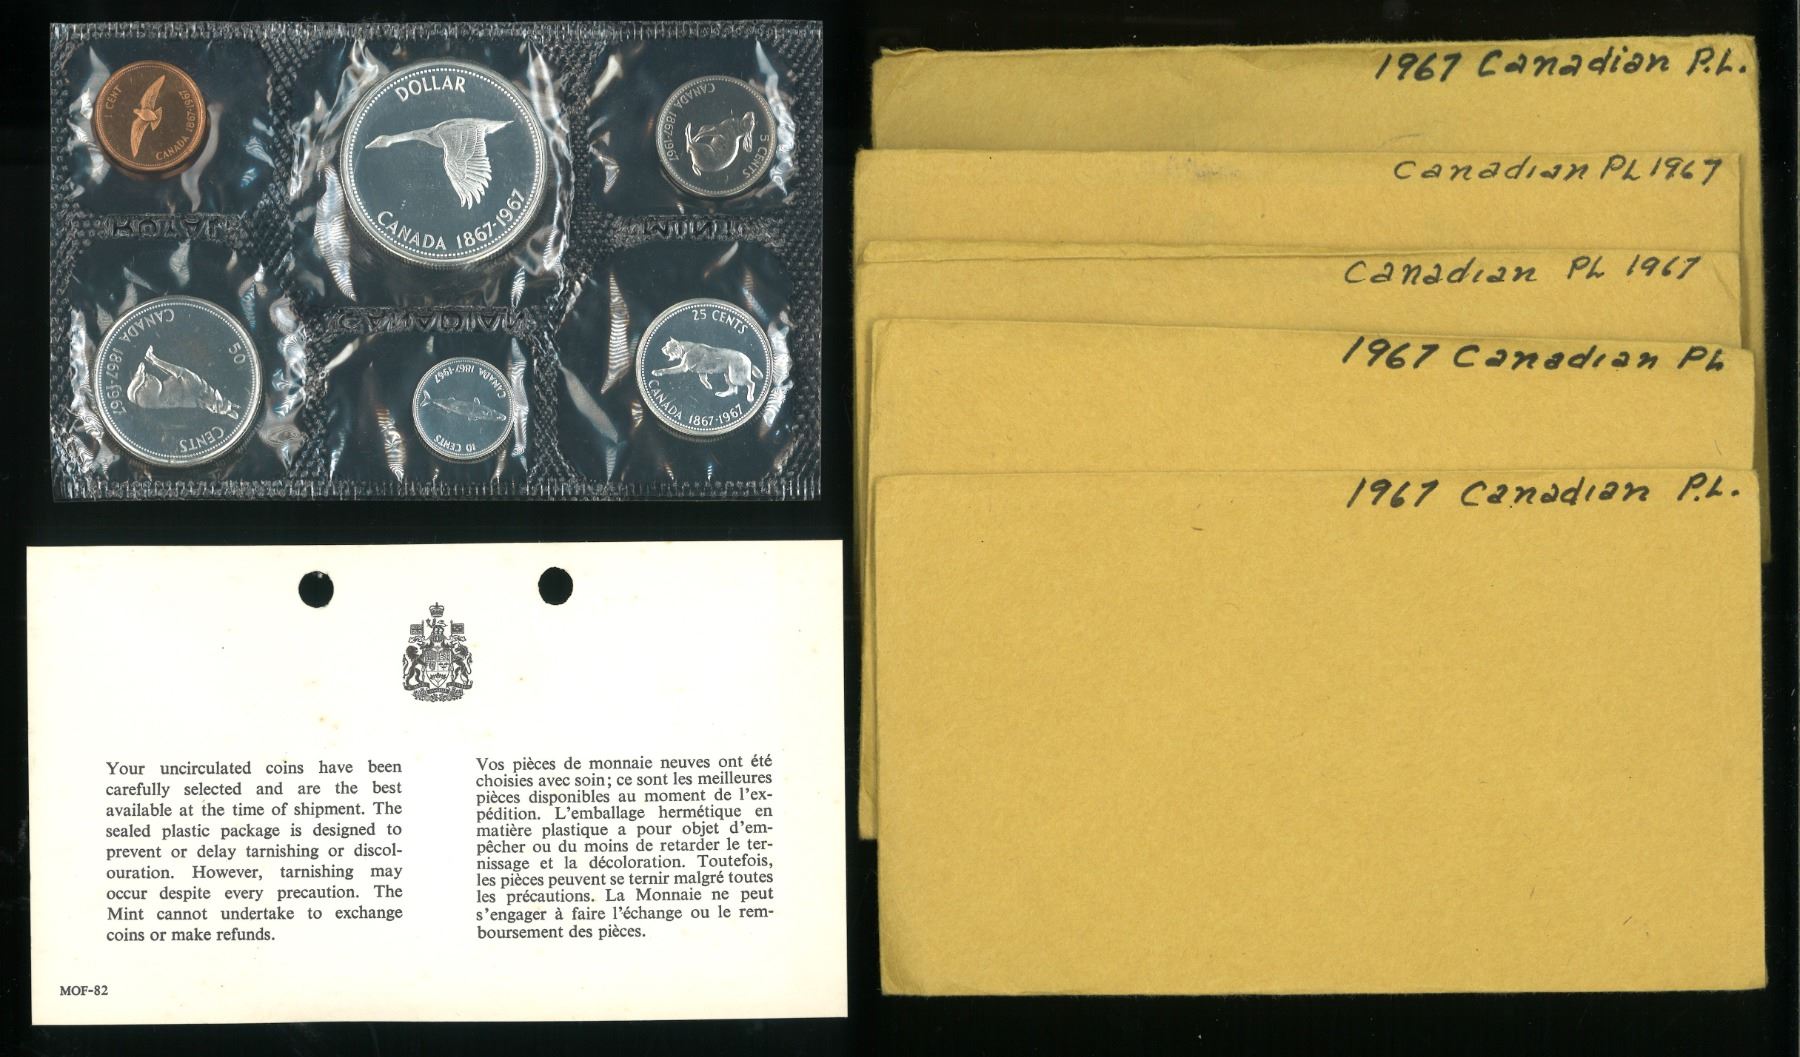 1 CENT
CANADA 1867-1967
DOLLAR
CANADA 1867-1967
CANADA 1867-1967
5 CENTS
ROYAL
MINT
CANADA 1867-1967
50
CENTS
CANADA 1867-1967
10 CENTS
25 CENTS
CANADA 1867-1967
Your uncirculated coins have been
carefully selected and are the best
available at the time of shipment. The
sealed plastic package is designed to
prevent or delay tarnishing or discol-
ouration. However, tarnishing may
occur despite every precaution. The
Mint cannot undertake to exchange
coins or make refunds.
Vos pièces de monnaie neuves ont été
choisies avec soin; ce sont les meilleures
pièces disponibles au moment de l'ex-
pédition. L'emballage hermétique en
matière plastique a pour objet d'em-
pêcher ou du moins de retarder le ter-
nissage et la décoloration. Toutefois,
les pièces peuvent se ternir malgré toutes
les précautions. La Monnaie ne peut
s'engager à faire l'échange ou le rem-
boursement des pièces.
MOF-82
1967 Canadian P.L.
Canadian PL 1967
Canadian PL 1967
1967 Canadian PL
1967 Canadian P.L.